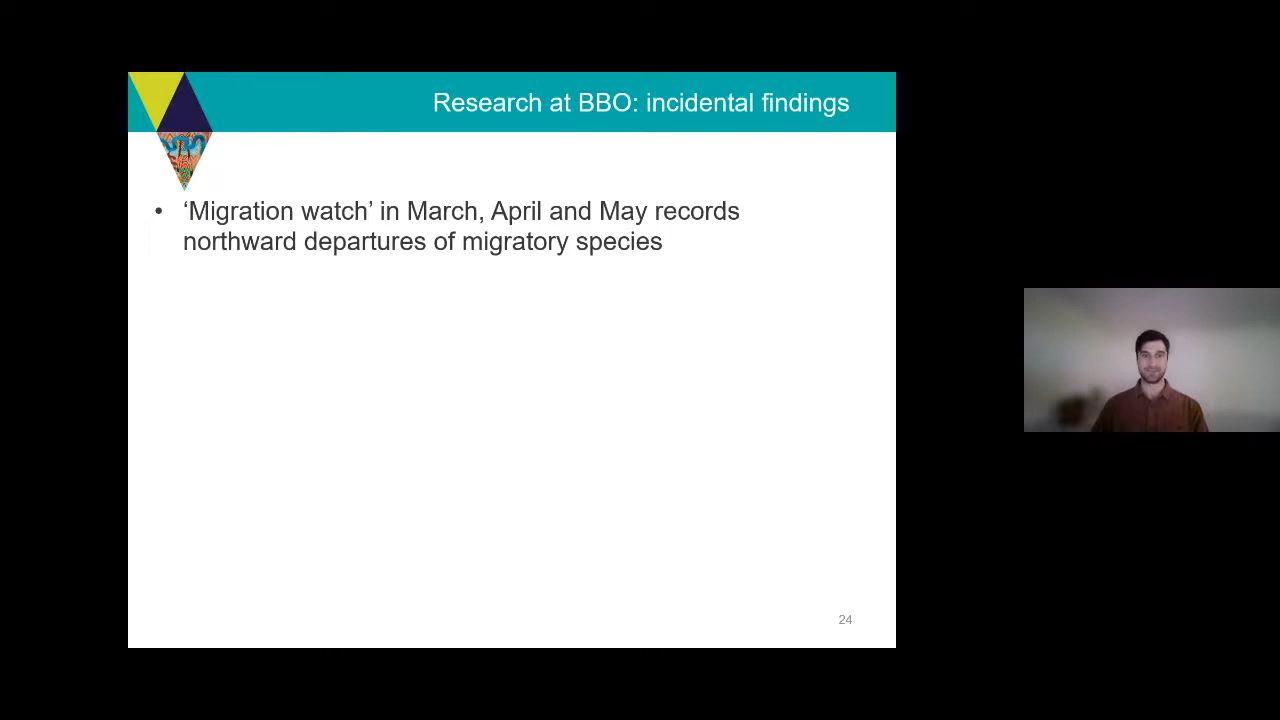 Research at BBO: incidental findings
• ‘Migration watch’ in March, April and May records
northward departures of migratory species
24